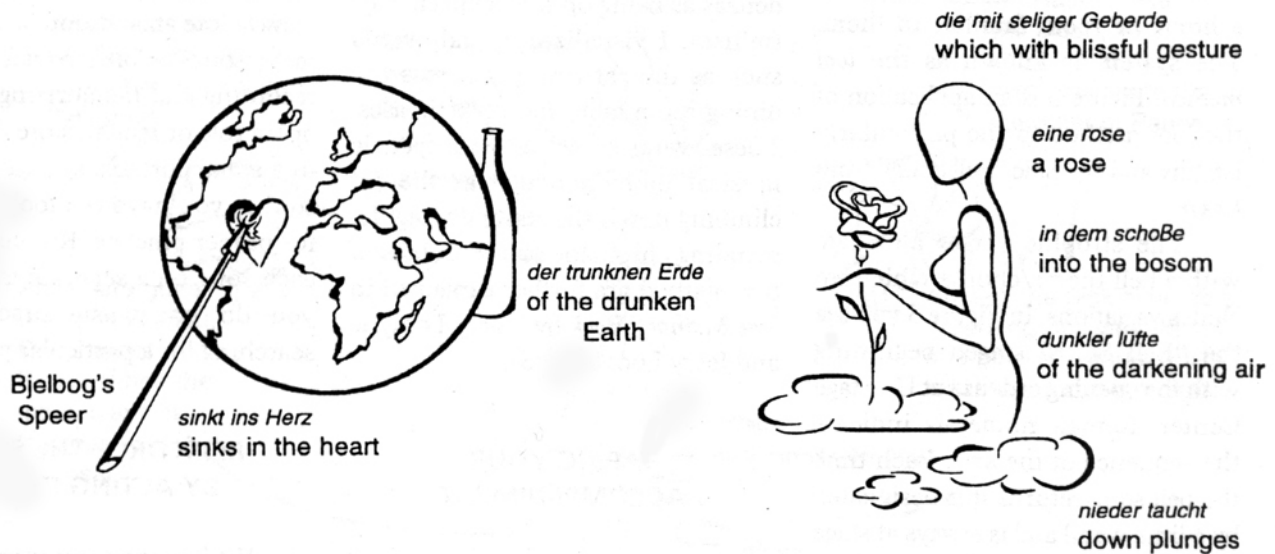 Bjelbog's
Speer
sinkt ins Herz
sinks in the heart
der trunknen Erde
of the drunken
Earth
die mit seliger Geberde
which with blissful gesture
eine rose
a rose
in dem schoße
into the bosom
dunkler lüfte
of the darkening air
nieder taucht
down plunges